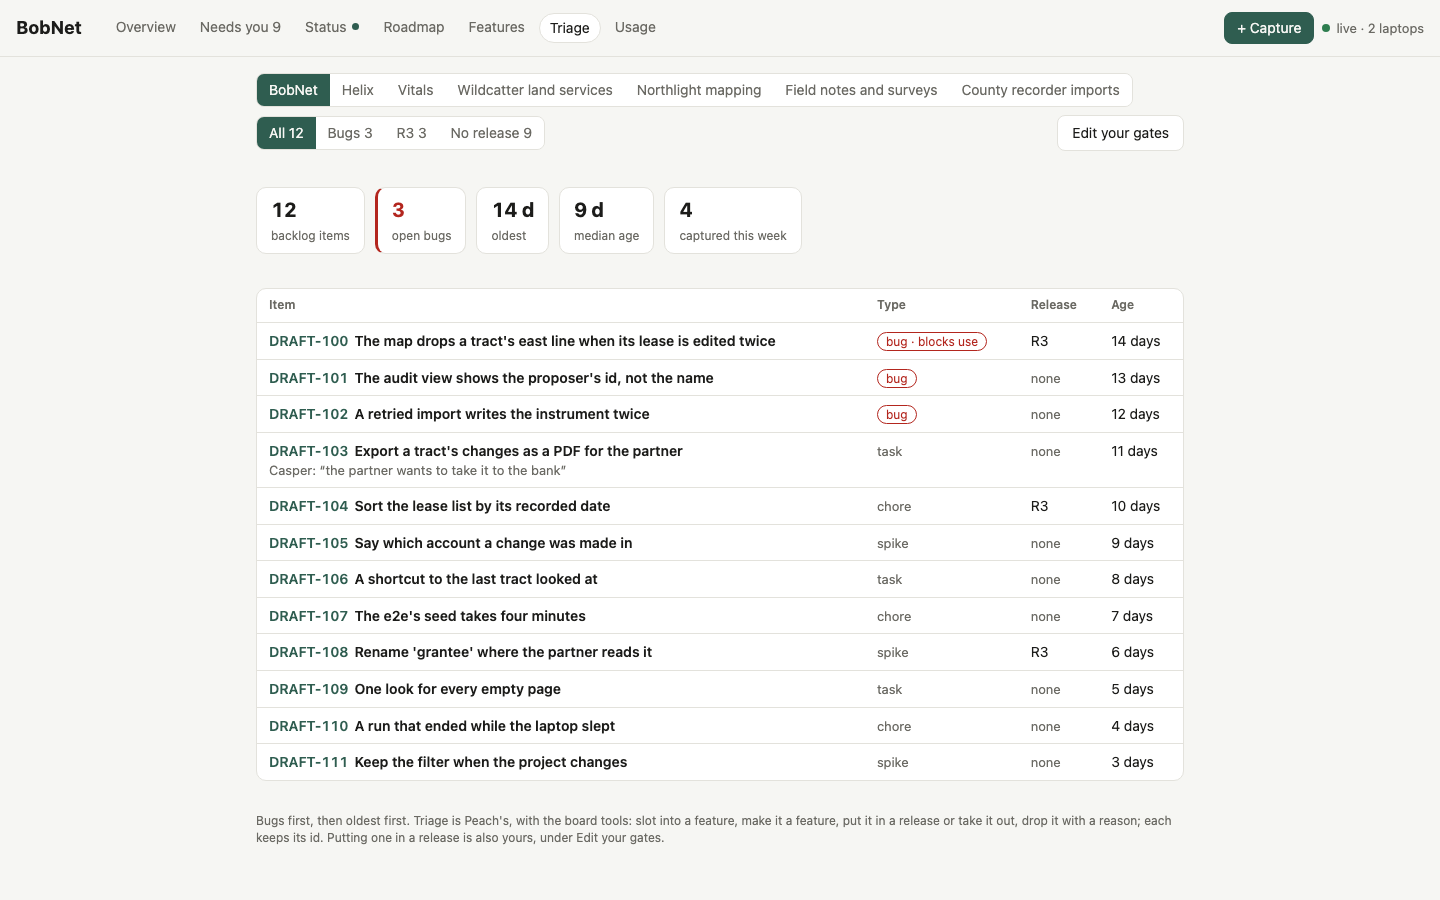 BobNet Overview Needs you 9 Status Roadmap Features Triage Usage + Capture live · 2 laptops
BobNet Helix Vitals Wildcatter land services Northlight mapping Field notes and surveys County recorder imports
All 12 Bugs 3 R3 3 No release 9 Edit your gates
12 3 14 d 9 d 4
backlog items open bugs oldest median age captured this week
Item Type Release Age
DRAFT-100 The map drops a tract's east line when its lease is edited twice bug · blocks use R3 14 days
DRAFT-101 The audit view shows the proposer's id, not the name bug none 13 days
DRAFT-102 A retried import writes the instrument twice bug none 12 days
DRAFT-103 Export a tract's changes as a PDF for the partner task none 11 days
Casper: “the partner wants to take it to the bank”
DRAFT-104 Sort the lease list by its recorded date chore R3 10 days
DRAFT-105 Say which account a change was made in spike none 9 days
DRAFT-106 A shortcut to the last tract looked at task none 8 days
DRAFT-107 The e2e's seed takes four minutes chore none 7 days
DRAFT-108 Rename 'grantee' where the partner reads it spike R3 6 days
DRAFT-109 One look for every empty page task none 5 days
DRAFT-110 A run that ended while the laptop slept chore none 4 days
DRAFT-111 Keep the filter when the project changes spike none 3 days
Bugs first, then oldest first. Triage is Peach's, with the board tools: slot into a feature, make it a feature, put it in a release or take it out, drop it with a reason; each
keeps its id. Putting one in a release is also yours, under Edit your gates.